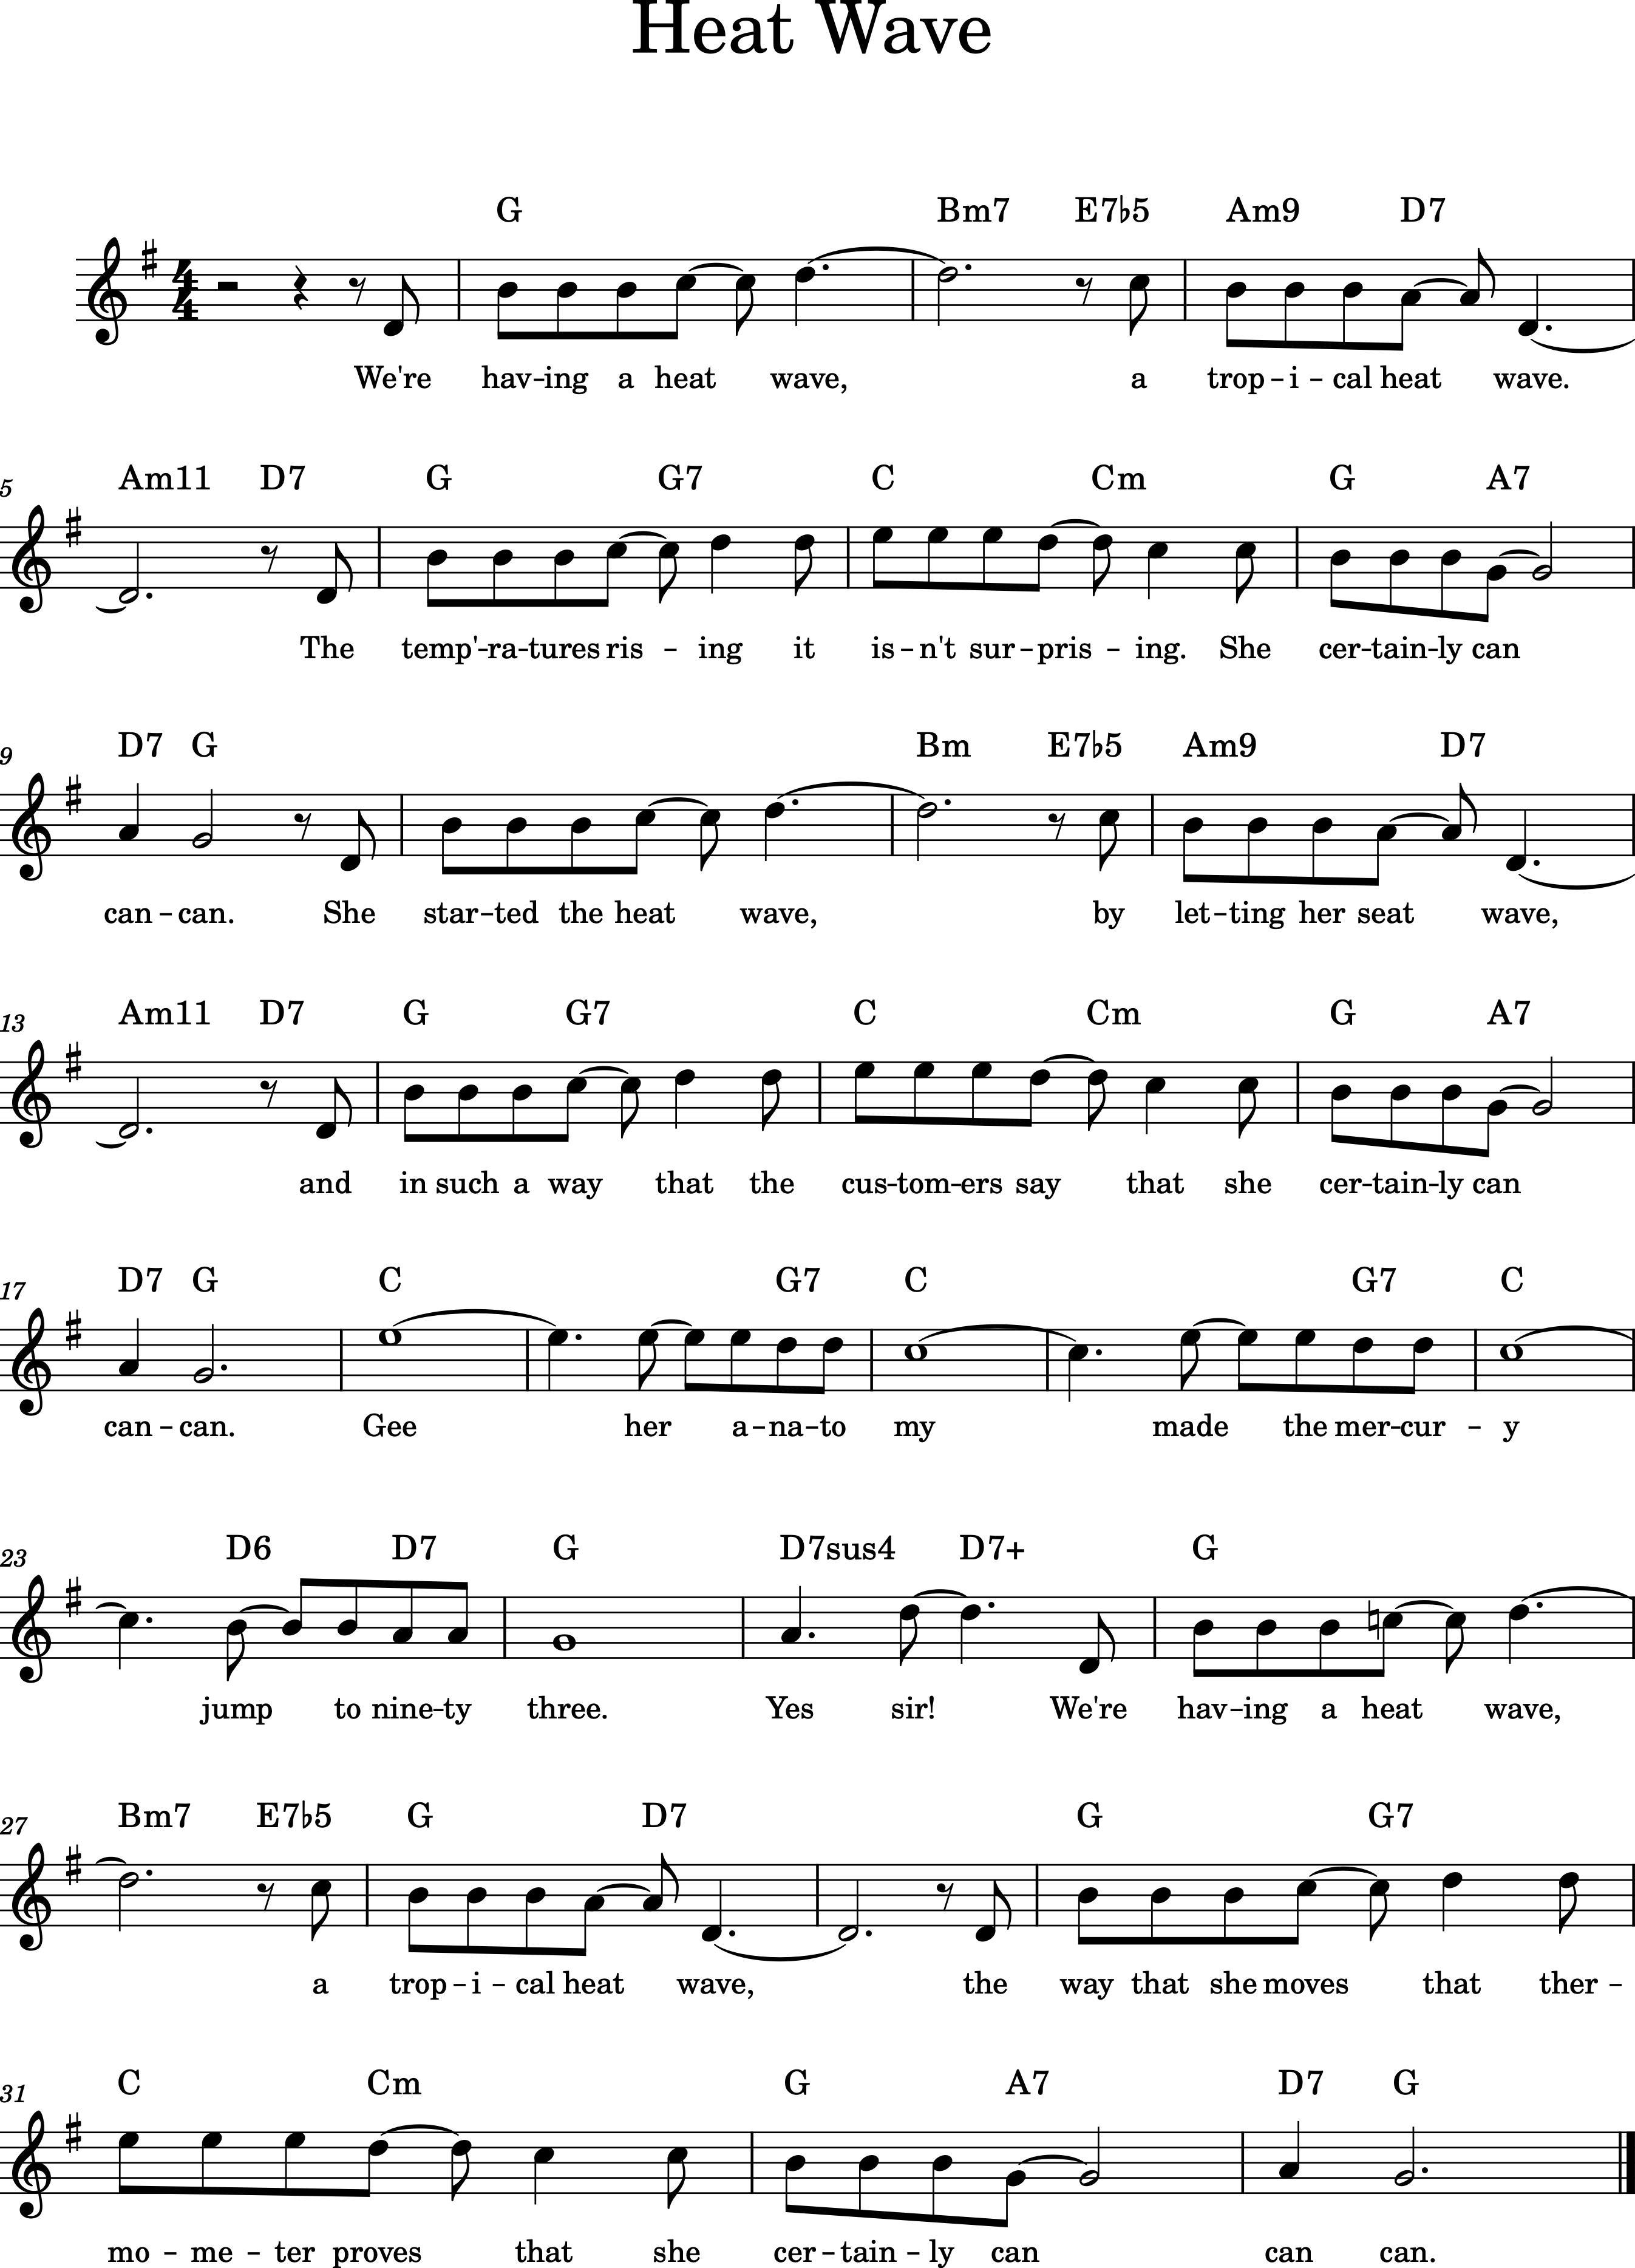 Heat Wave
G Bm7 E7♭5 Am9 D7
4
4
We're hav-ing a heat wave, a trop-i-cal heat wave.
5 Am11 D7 G G7 C Cm G A7
The temp'-ra-tures ris-ing it is-n't sur-pris-ing. She cer-tain-ly can
9 D7 G Bm E7♭5 Am9 D7
can-can. She star-ted the heat wave, by let-ting her seat wave,
13 Am11 D7 G G7 C Cm G A7
and in such a way that the cus-tom-ers say that she cer-tain-ly can
17 D7 G C G7 C G7 C
can-can. Gee her a-na-to my made the mer-cur-y
23 D6 D7 G D7sus4 D7+ G
jump to nine-ty three. Yes sir! We're hav-ing a heat wave,
27 Bm7 E7♭5 G D7 G G7
a trop-i-cal heat wave, the way that she moves that ther-
31 C Cm G A7 D7 G
mo-me-ter proves that she cer-tain-ly can can can.